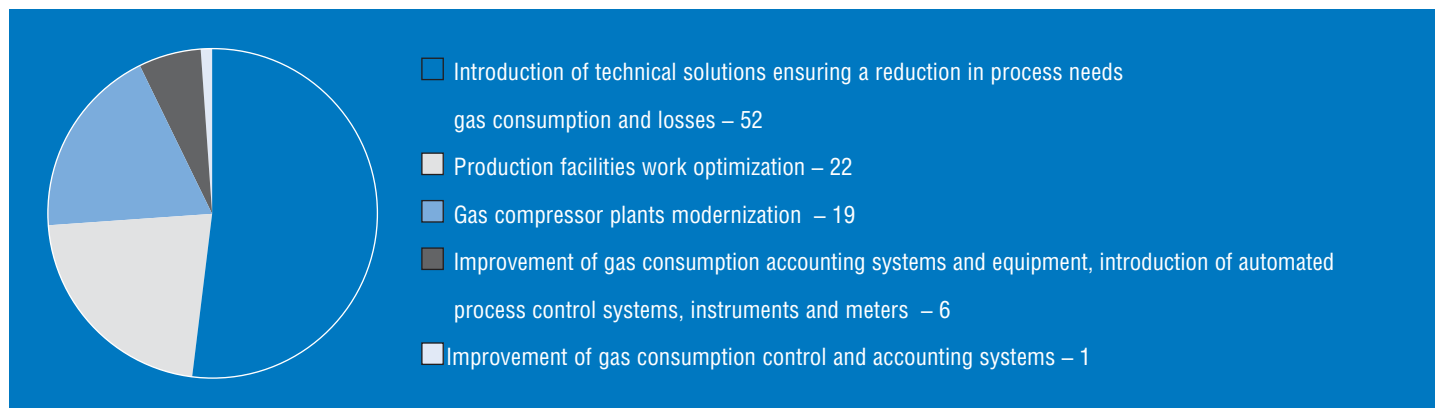 Introduction of technical solutions ensuring a reduction in process needs
gas consumption and losses – 52
Production facilities work optimization – 22
Gas compressor plants modernization – 19
Improvement of gas consumption accounting systems and equipment, introduction of automated
process control systems, instruments and meters – 6
Improvement of gas consumption control and accounting systems – 1